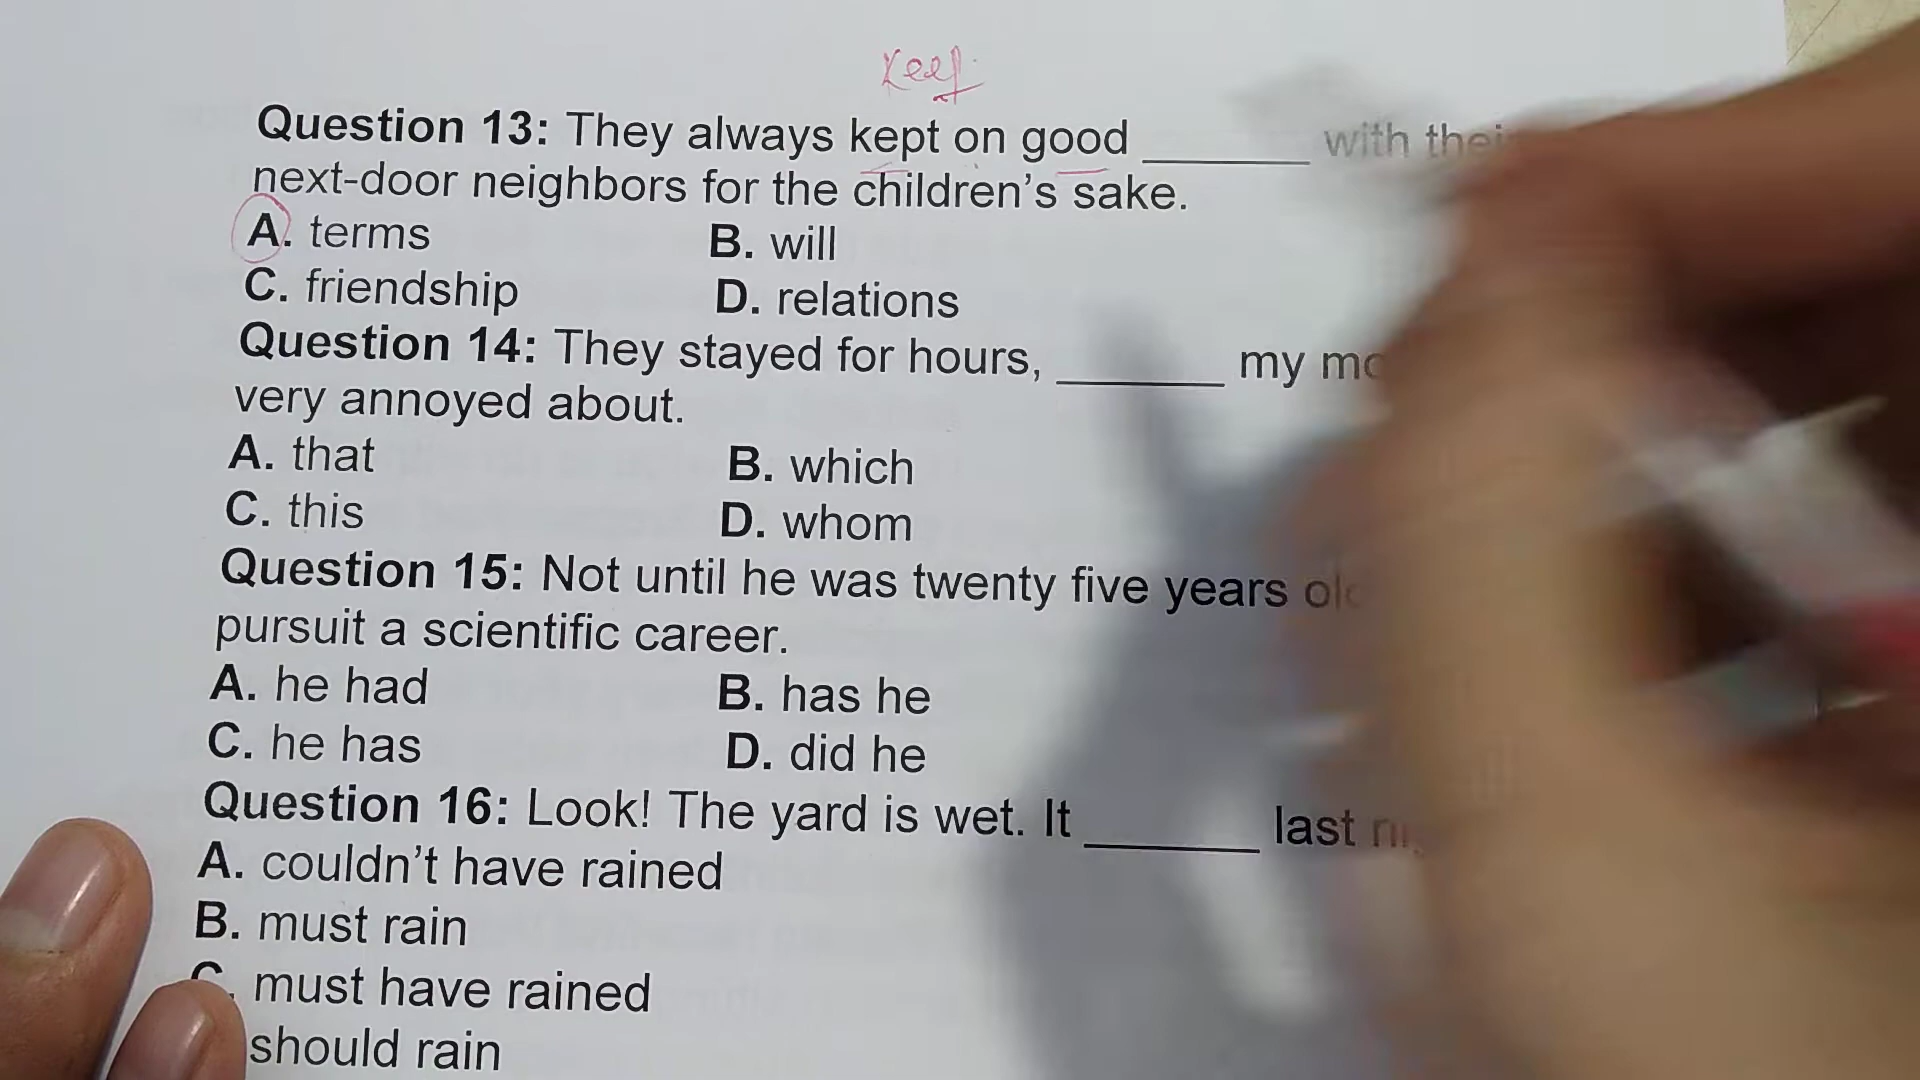 Keep
Question 13: They always kept on good _______ with their
next-door neighbors for the children's sake.
A. terms B. will
C. friendship D. relations
Question 14: They stayed for hours, _______ my
very annoyed about.
A. that B. which
C. this D. whom
Question 15: Not until he was twenty five years old
pursuit a scientific career.
A. he had B. has he
C. he has D. did he
Question 16: Look! The yard is wet. It _______ last
A. couldn't have rained
B. must rain
C. must have rained
should rain